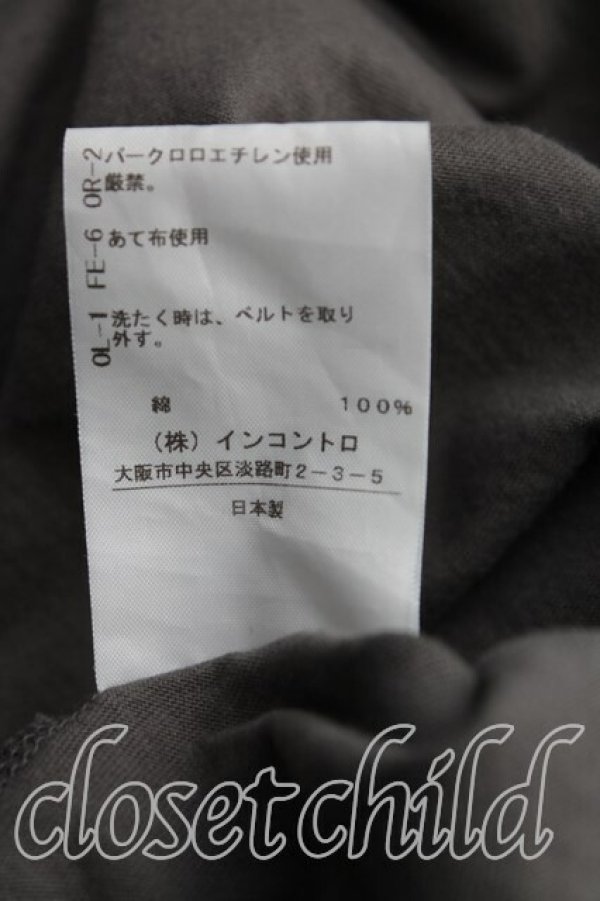 パークロロエチレン使用
厳禁。
あて布使用
洗たく時は、ベルトを取り
外す。
OL-1 FE-6 OR-2
綿 100%
(株)インコントロ
大阪市中央区淡路町2-3-5
日本製
closetchild